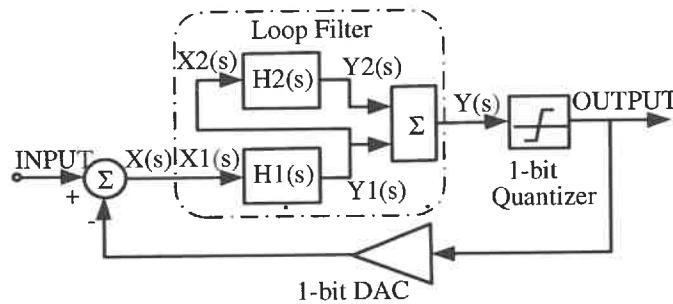 Loop Filter
X2(s)
H2(s)
Y2(s)
Y(s)
OUTPUT
Σ
INPUT
X(s)
X1(s)
H1(s)
Y1(s)
1-bit
Quantizer
Σ
+
-
1-bit DAC